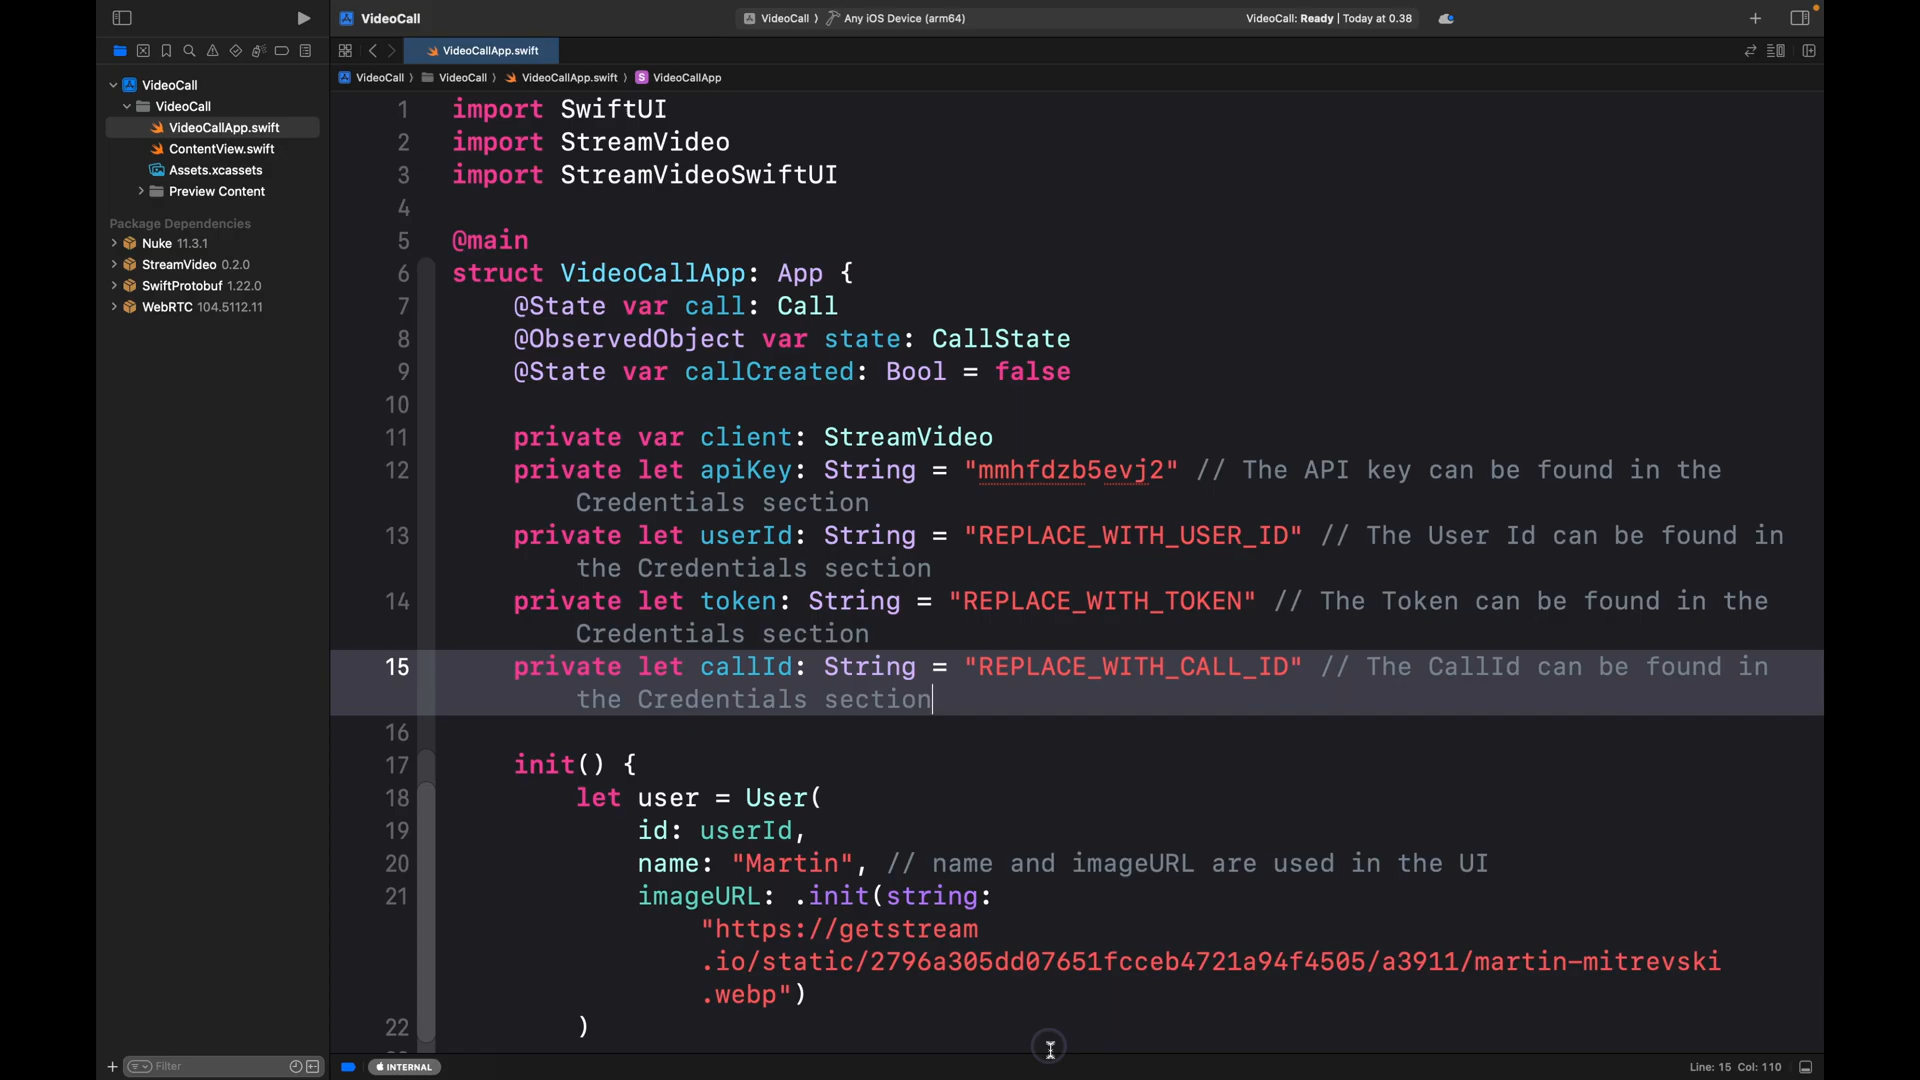 VideoCall
VideoCall
Any iOS Device (arm64)
VideoCall: Ready | Today at 0.38
VideoCallApp.swift
VideoCall
VideoCall
VideoCallApp.swift
VideoCallApp
VideoCall
VideoCall
VideoCallApp.swift
ContentView.swift
Assets.xcassets
Preview Content
Package Dependencies
Nuke 11.3.1
StreamVideo 0.2.0
SwiftProtobuf 1.22.0
WebRTC 104.5112.11
1 import SwiftUI
2 import StreamVideo
3 import StreamVideoSwiftUI
4
5 @main
6 struct VideoCallApp: App {
7 @State var call: Call
8 @ObservedObject var state: CallState
9 @State var callCreated: Bool = false
10
11 private var client: StreamVideo
12 private let apiKey: String = "mmhfdzb5evj2" // The API key can be found in the
Credentials section
13 private let userId: String = "REPLACE_WITH_USER_ID" // The User Id can be found in
the Credentials section
14 private let token: String = "REPLACE_WITH_TOKEN" // The Token can be found in the
Credentials section
15 private let callId: String = "REPLACE_WITH_CALL_ID" // The CallId can be found in
the Credentials section
16
17 init() {
18 let user = User(
19 id: userId,
20 name: "Martin", // name and imageURL are used in the UI
21 imageURL: .init(string:
"https://getstream
.io/static/2796a305dd07651fcceb4721a94f4505/a3911/martin-mitrevski
.webp")
22 )
Filter
INTERNAL
Line: 15 Col: 110